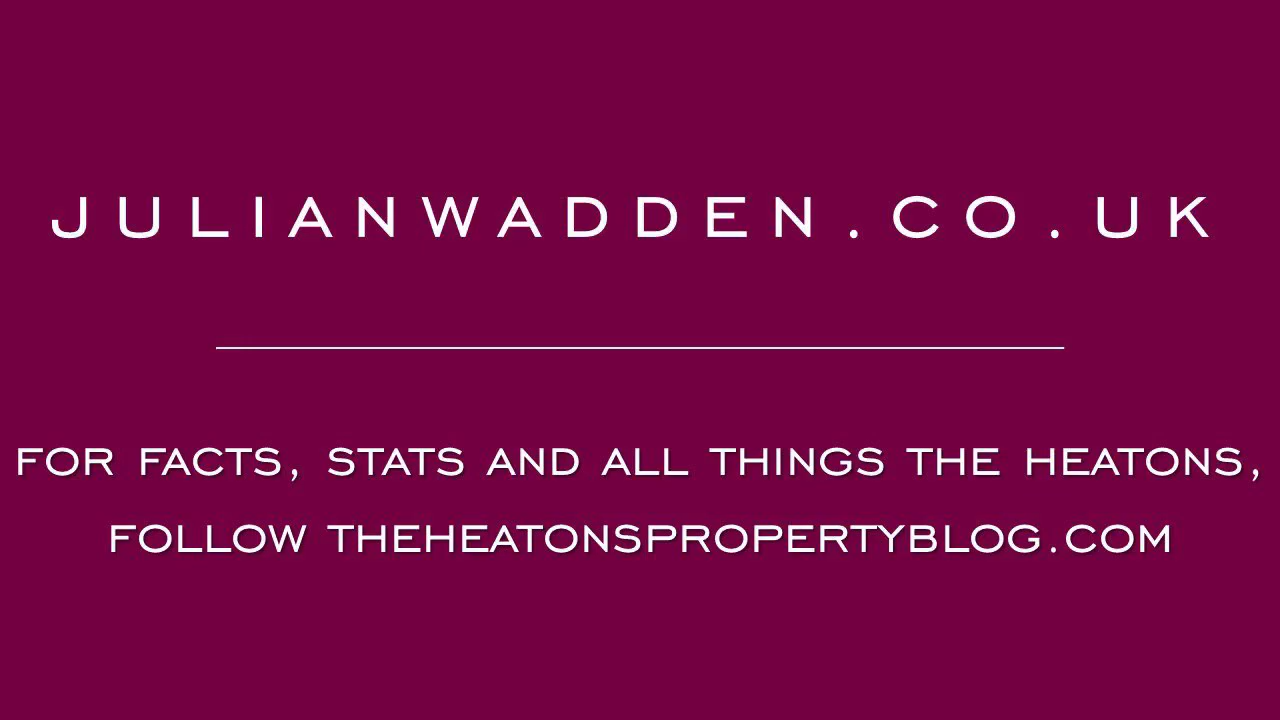 JULIANWADDEN.CO.UK
FOR FACTS, STATS AND ALL THINGS THE HEATONS,
FOLLOW THEHEATONSPROPERTYBLOG.COM